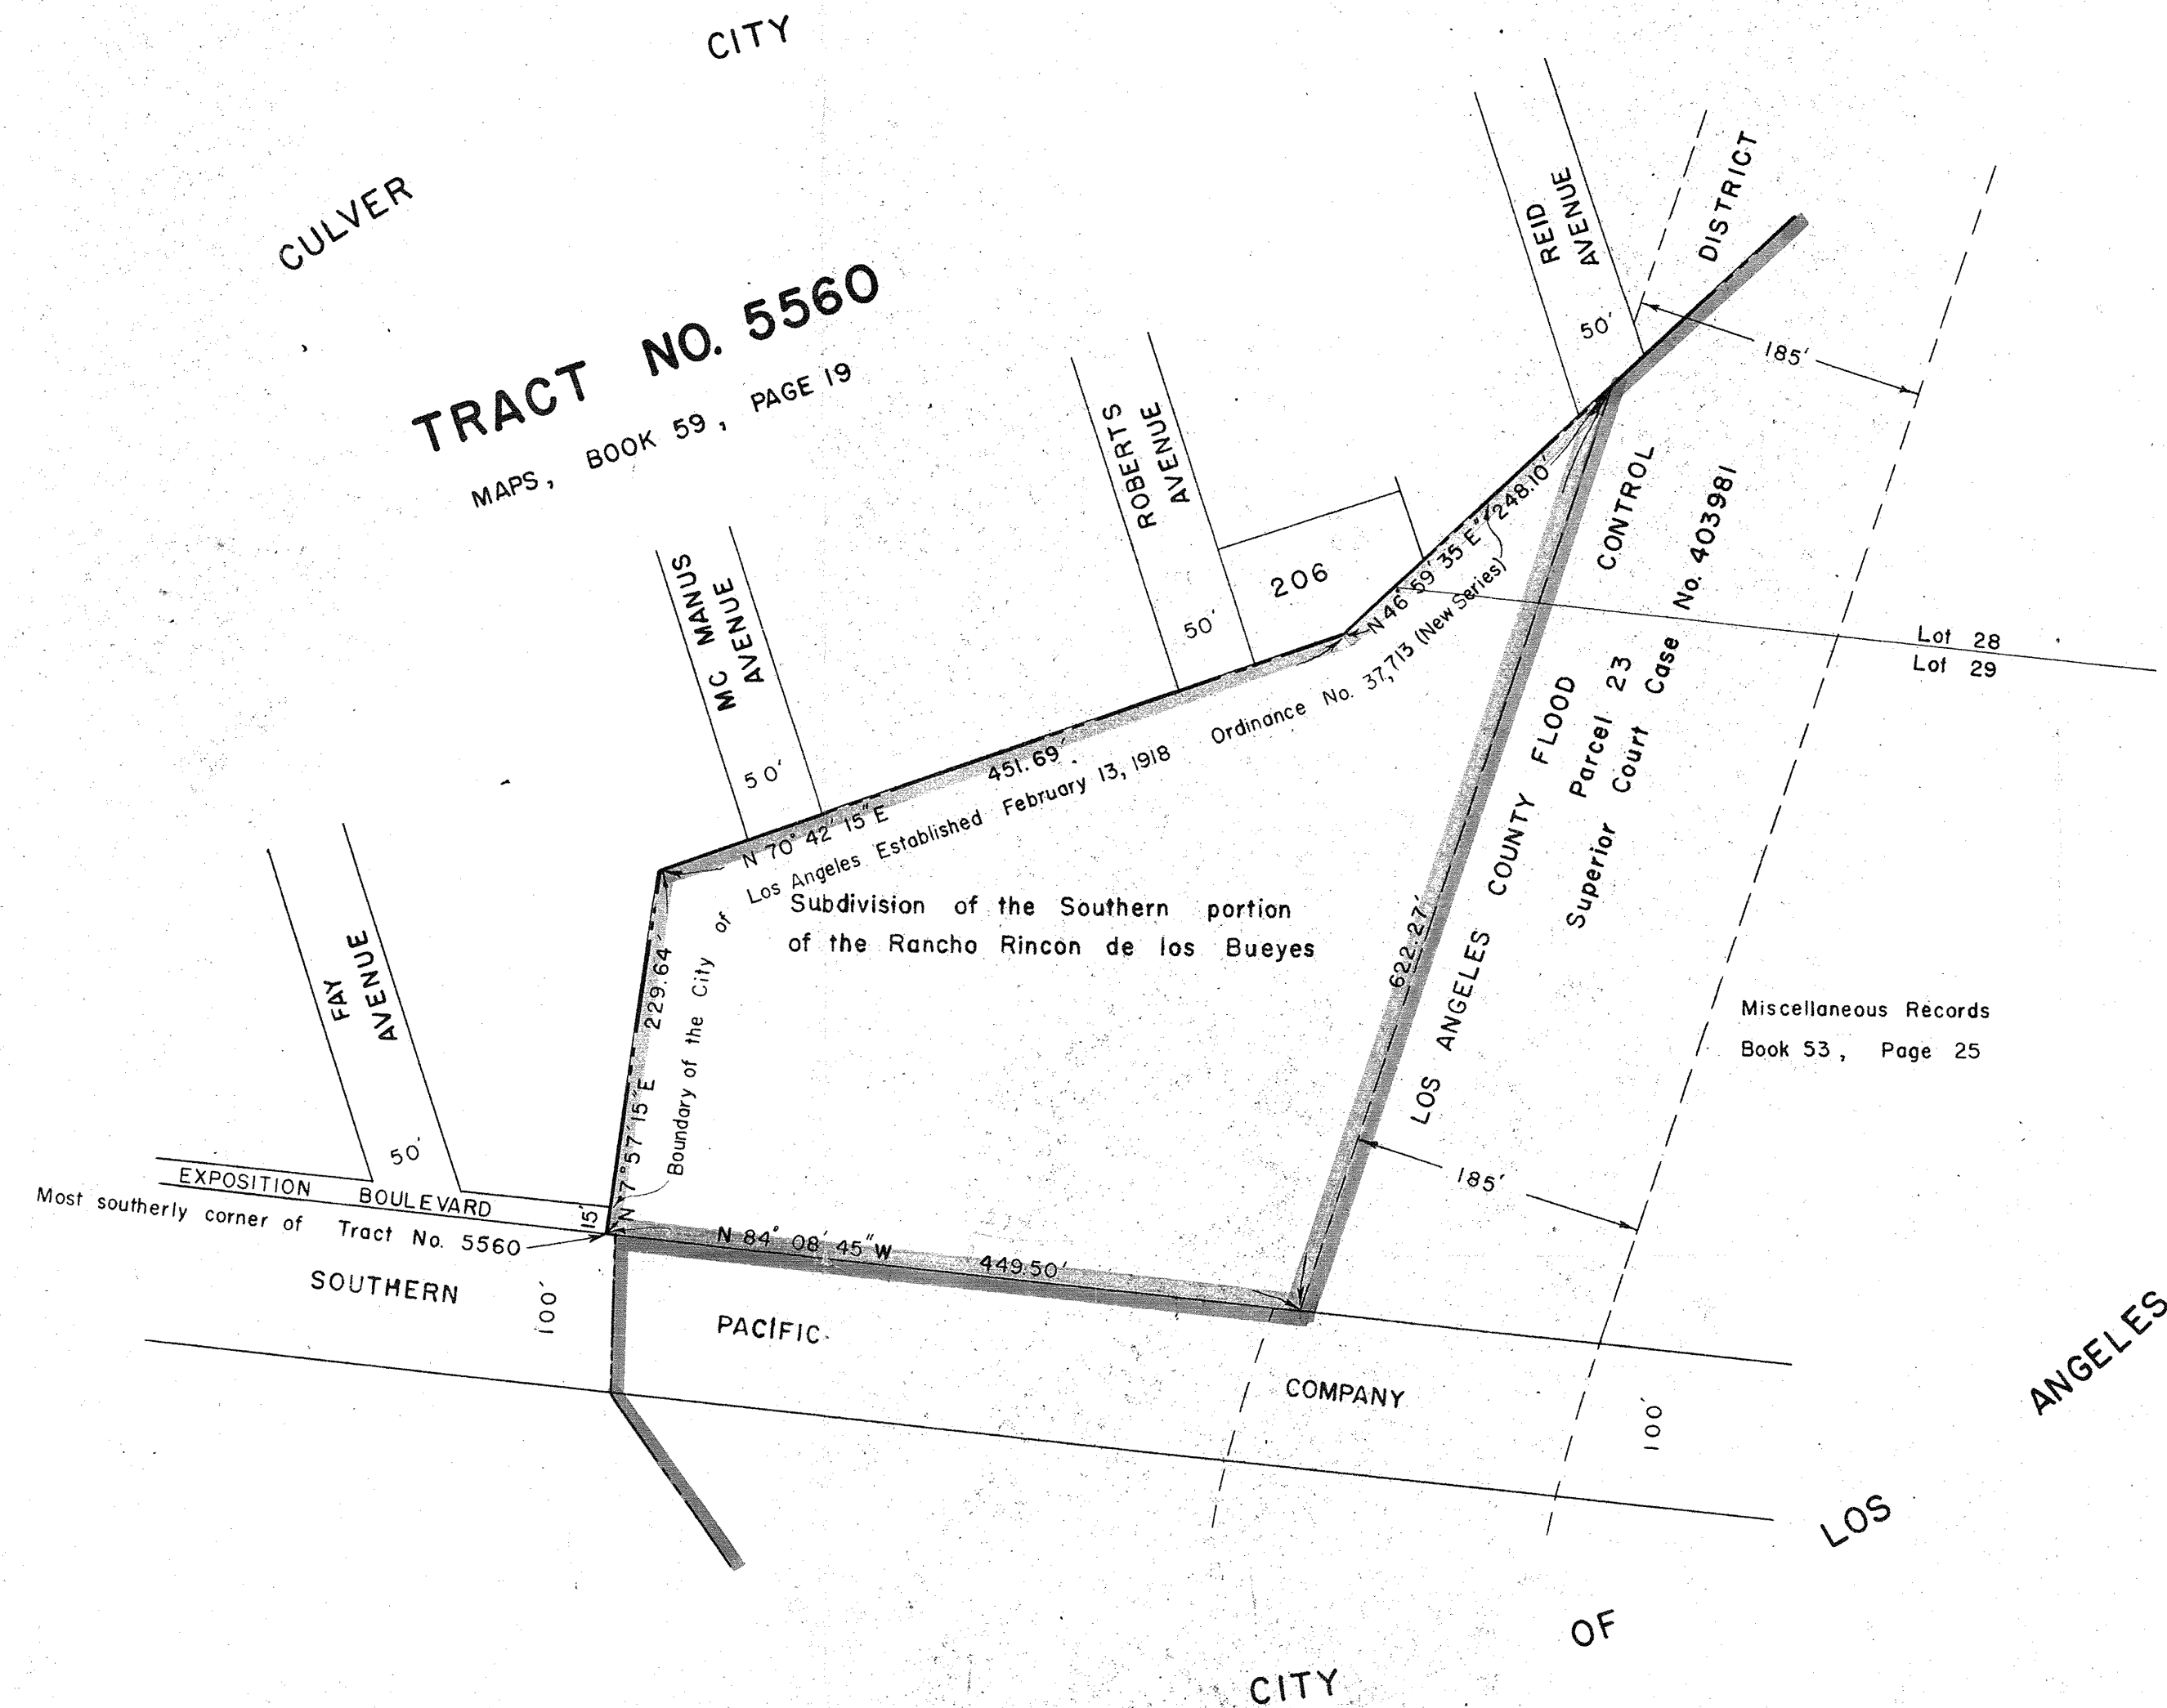 CITY
CULVER
TRACT NO. 5560
MAPS, BOOK 59, PAGE 19
REID
AVENUE
50'
DISTRICT
185'
ROBERTS
AVENUE
50'
206
MC MANUS
AVENUE
50'
N 46° 59' 35" E 248.10'
CONTROL
No. 403981
Lot 28
Lot 29
N 70° 42' 15" E 451.69'
Boundary of the City of Los Angeles Established February 13, 1918 Ordinance No. 37,713 (New Series)
Subdivision of the Southern portion
of the Rancho Rincon de los Bueyes
622.27'
LOS ANGELES COUNTY FLOOD
Parcel 23
Superior Court Case
Miscellaneous Records
Book 53, Page 25
FAY
AVENUE
50'
N 7° 57' 15" E 229.64'
185'
EXPOSITION BOULEVARD
15'
Most southerly corner of Tract No. 5560
N 84° 08' 45" W 449.50'
SOUTHERN
100'
PACIFIC
COMPANY
100'
CITY
OF
LOS
ANGELES